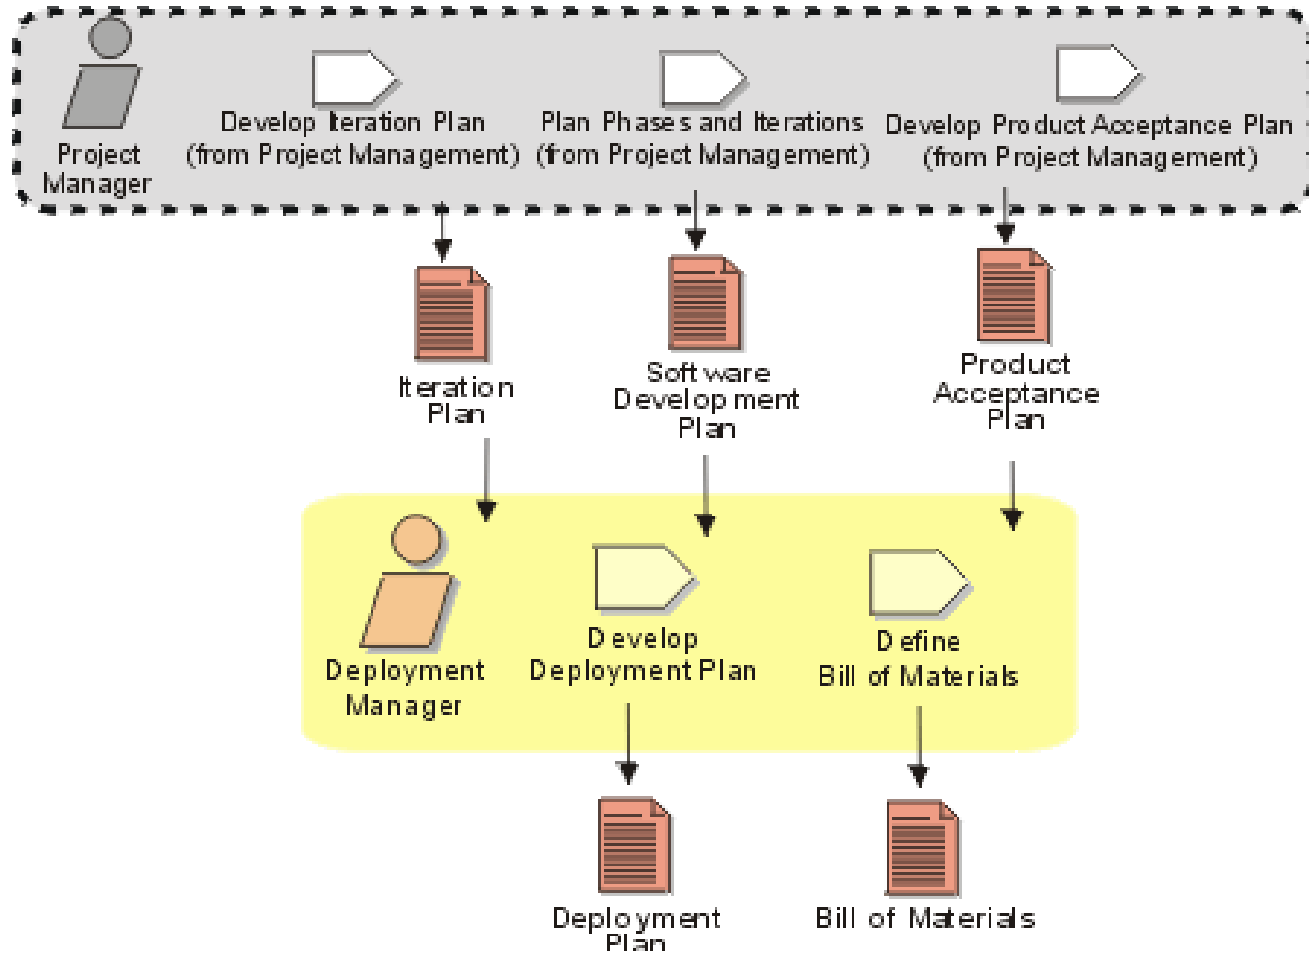 Project
Manager
Develop Iteration Plan
(from Project Management)
Plan Phases and Iterations
(from Project Management)
Develop Product Acceptance Plan
(from Project Management)
Iteration
Plan
Software
Development
Plan
Product
Acceptance
Plan
Deployment
Manager
Develop
Deployment Plan
Define
Bill of Materials
Deployment
Plan
Bill of Materials